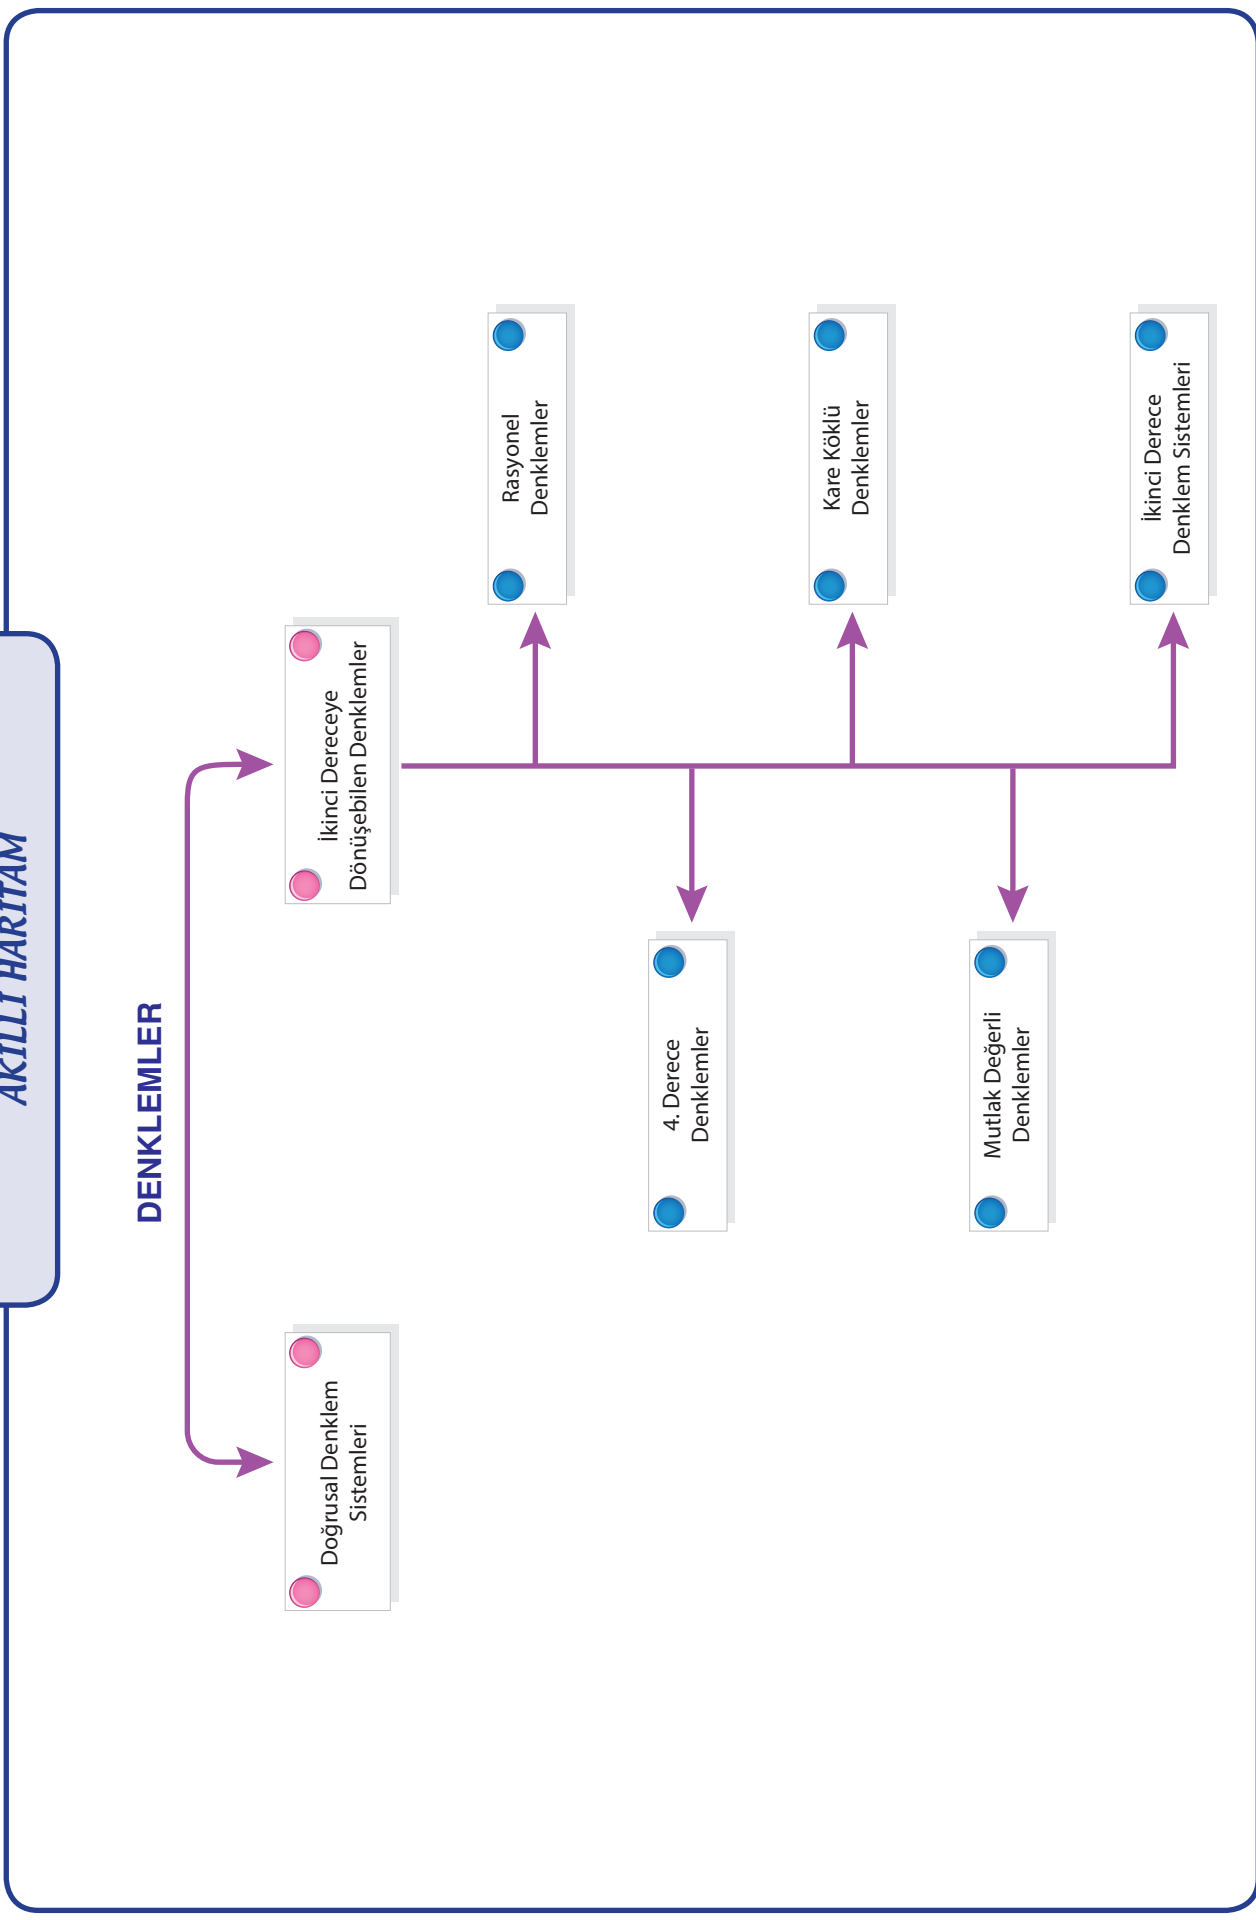 AKILLI HARİTAM
DENKLEMLER
Doğrusal Denklem
Sistemleri
İkinci Dereceye
Dönüşebilen Denklemler
Rasyonel
Denklemler
4. Derece
Denklemler
Kare Köklü
Denklemler
Mutlak Değerli
Denklemler
İkinci Derece
Denklem Sistemleri